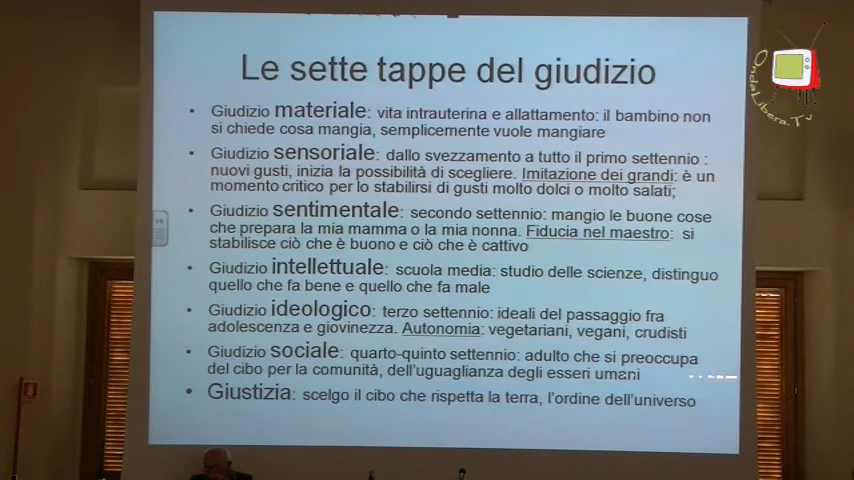 Le sette tappe del giudizio
• Giudizio materiale: vita intrauterina e allattamento: il bambino non
si chiede cosa mangia, semplicemente vuole mangiare
• Giudizio sensoriale: dallo svezzamento a tutto il primo settennio :
nuovi gusti, inizia la possibilità di scegliere. Imitazione dei grandi: è un
momento critico per lo stabilirsi di gusti molto dolci o molto salati;
• Giudizio sentimentale: secondo settennio: mangio le buone cose
che prepara la mia mamma o la mia nonna. Fiducia nel maestro: si
stabilisce ciò che è buono e ciò che è cattivo
• Giudizio intellettuale: scuola media: studio delle scienze, distinguo
quello che fa bene e quello che fa male
• Giudizio ideologico: terzo settennio: ideali del passaggio fra
adolescenza e giovinezza. Autonomia: vegetariani, vegani, crudisti
• Giudizio sociale: quarto-quinto settennio: adulto che si preoccupa
del cibo per la comunità, dell'uguaglianza degli esseri umani
• Giustizia: scelgo il cibo che rispetta la terra, l'ordine dell'universo
OndaLibera.Tv